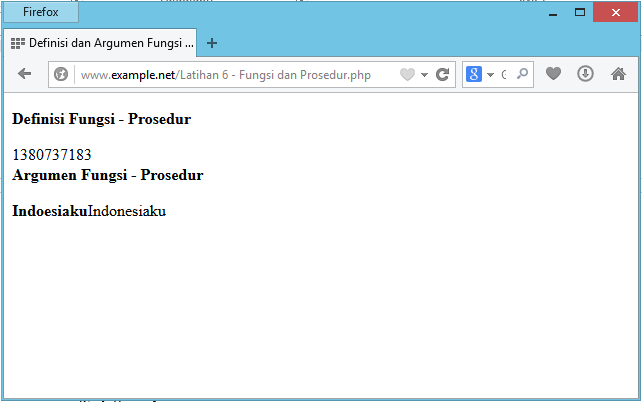 Firefox
Definisi dan Argumen Fungsi ...
www.example.net/Latihan 6 - Fungsi dan Prosedur.php
Definisi Fungsi - Prosedur
1380737183
Argumen Fungsi - Prosedur
IndoesiakuIndonesiaku